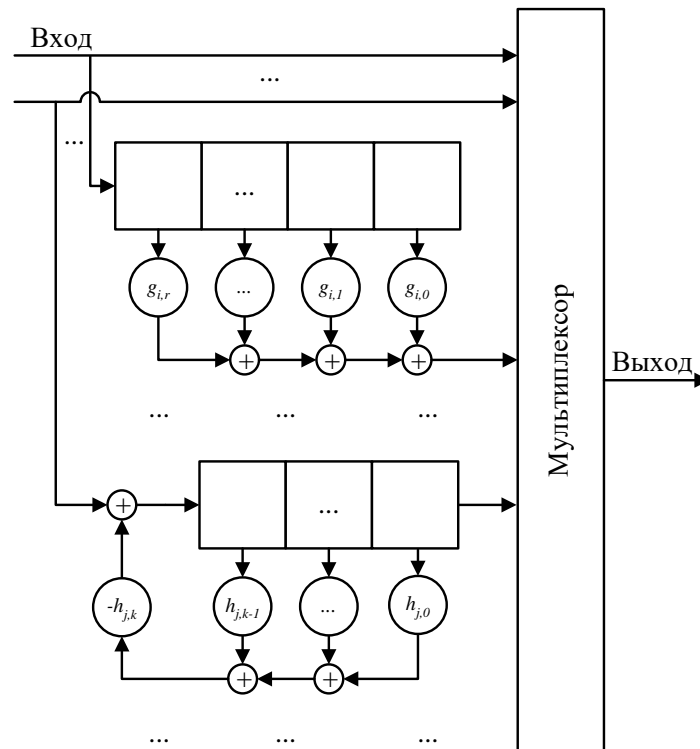 Вход
...
...
...
g_{i,r} ... g_{i,1} g_{i,0}
+ + +
Выход
Мультиплексор
... ... ...
+
...
-h_{j,k} h_{j,k-1} ... h_{j,0}
+ +
... ... ...